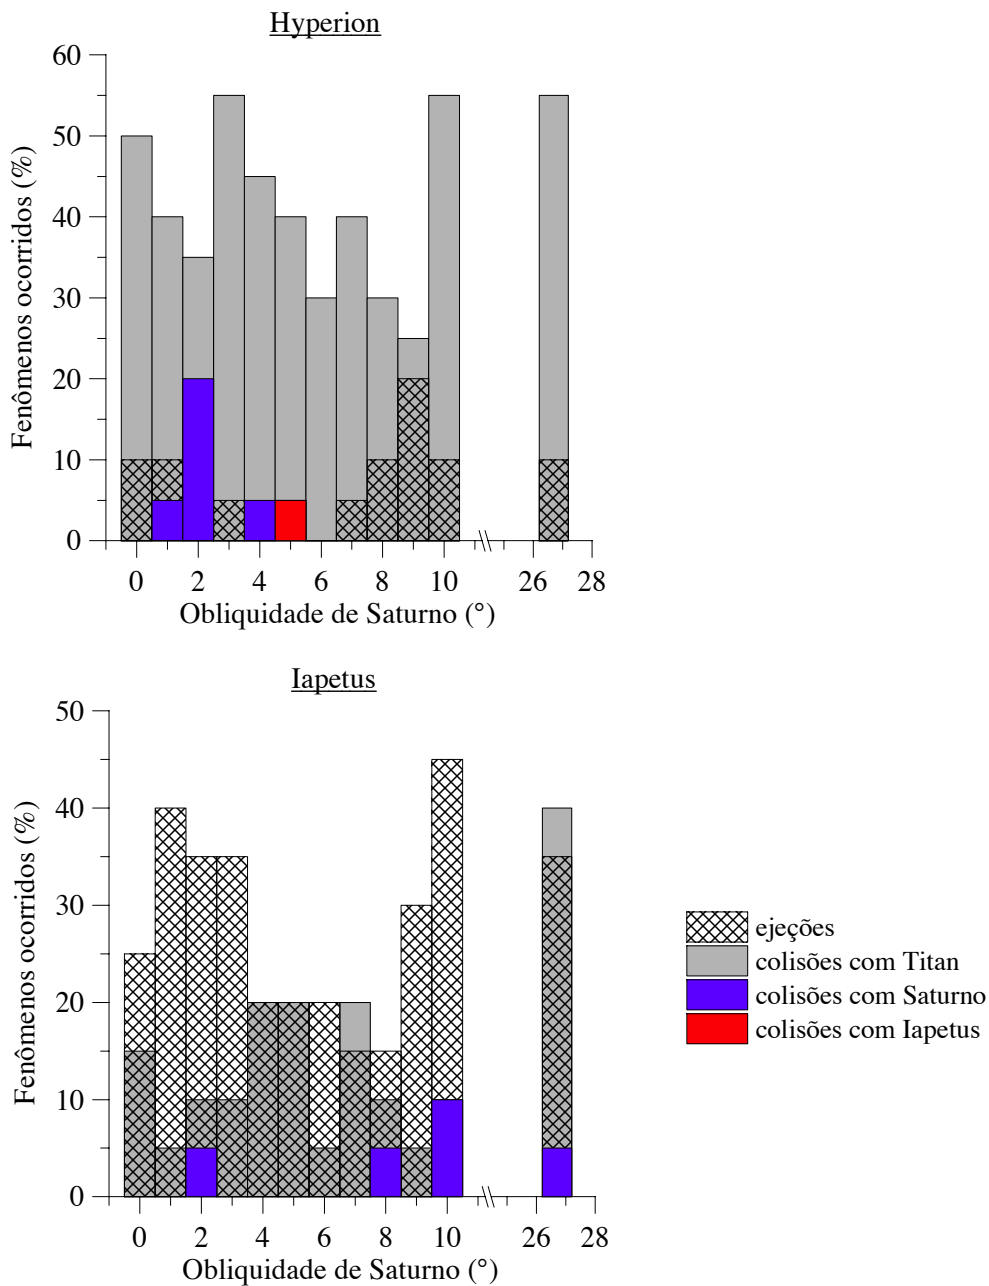 Hyperion
60
50
40
30
20
10
0
Fenômenos ocorridos (%)
0 2 4 6 8 10 26 28
Obliquidade de Saturno (°)
Iapetus
50
40
30
20
10
0
Fenômenos ocorridos (%)
0 2 4 6 8 10 26 28
Obliquidade de Saturno (°)
ejeções
colisões com Titan
colisões com Saturno
colisões com Iapetus